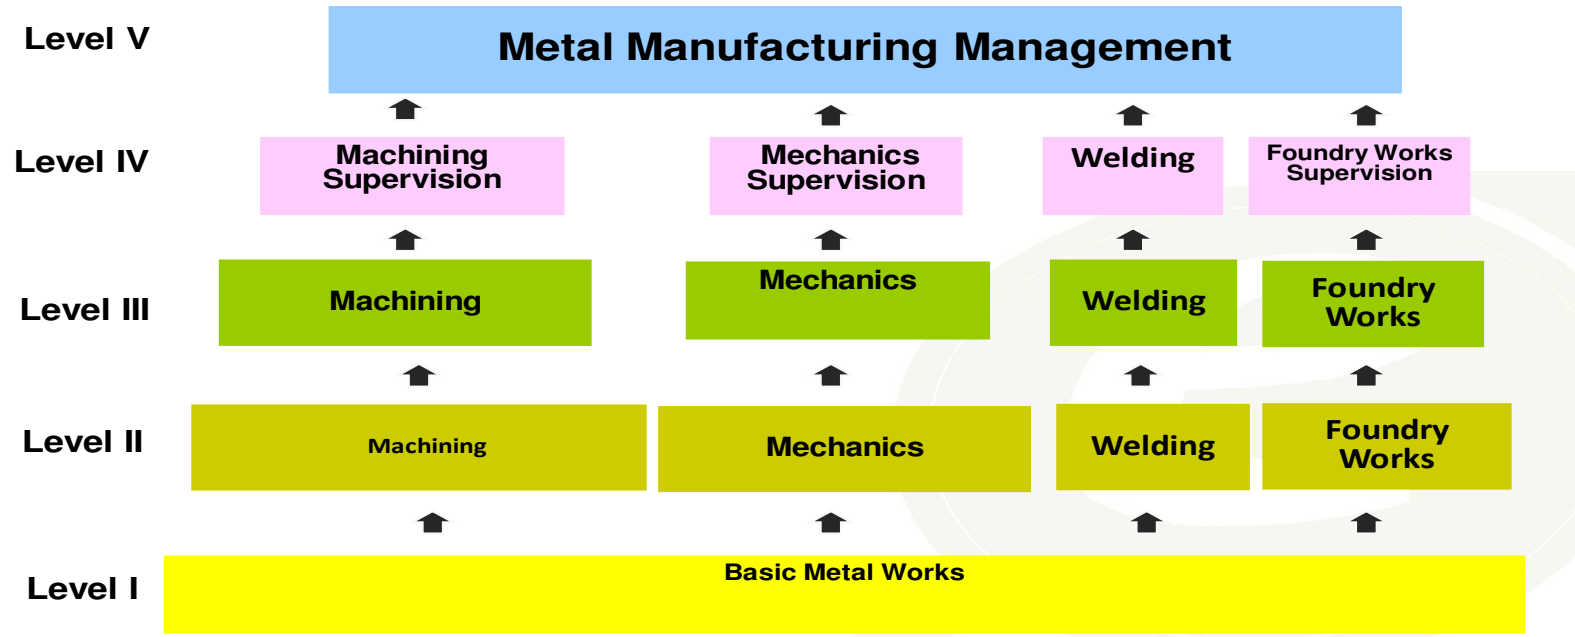 Level V
Metal Manufacturing Management
Level IV
Machining
Supervision
Mechanics
Supervision
Welding
Foundry Works
Supervision
Level III
Machining
Mechanics
Welding
Foundry
Works
Level II
Machining
Mechanics
Welding
Foundry
Works
Level I
Basic Metal Works